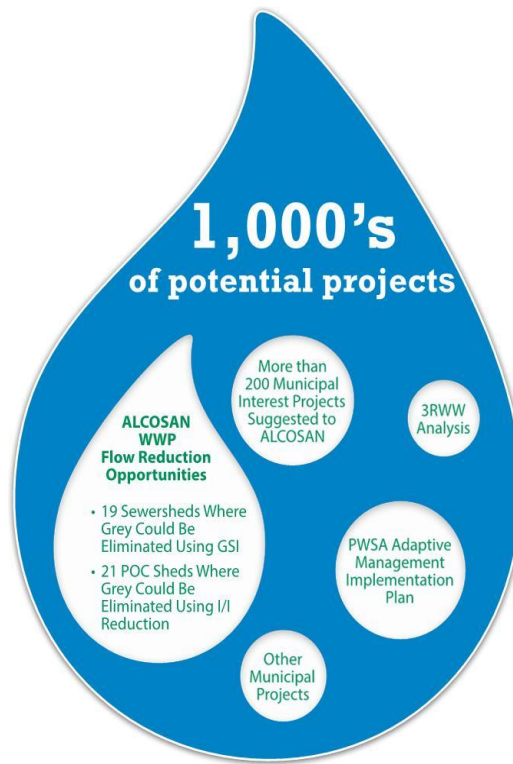 1,000's
of potential projects
More than
200 Municipal
Interest Projects
Suggested to
ALCOSAN
3RWW
Analysis
ALCOSAN
WWP
Flow Reduction
Opportunities
• 19 Sewersheds Where
Grey Could Be
Eliminated Using GSI
• 21 POC Sheds Where
Grey Could Be
Eliminated Using I/I
Reduction
PWSA Adaptive
Management
Implementation
Plan
Other
Municipal
Projects